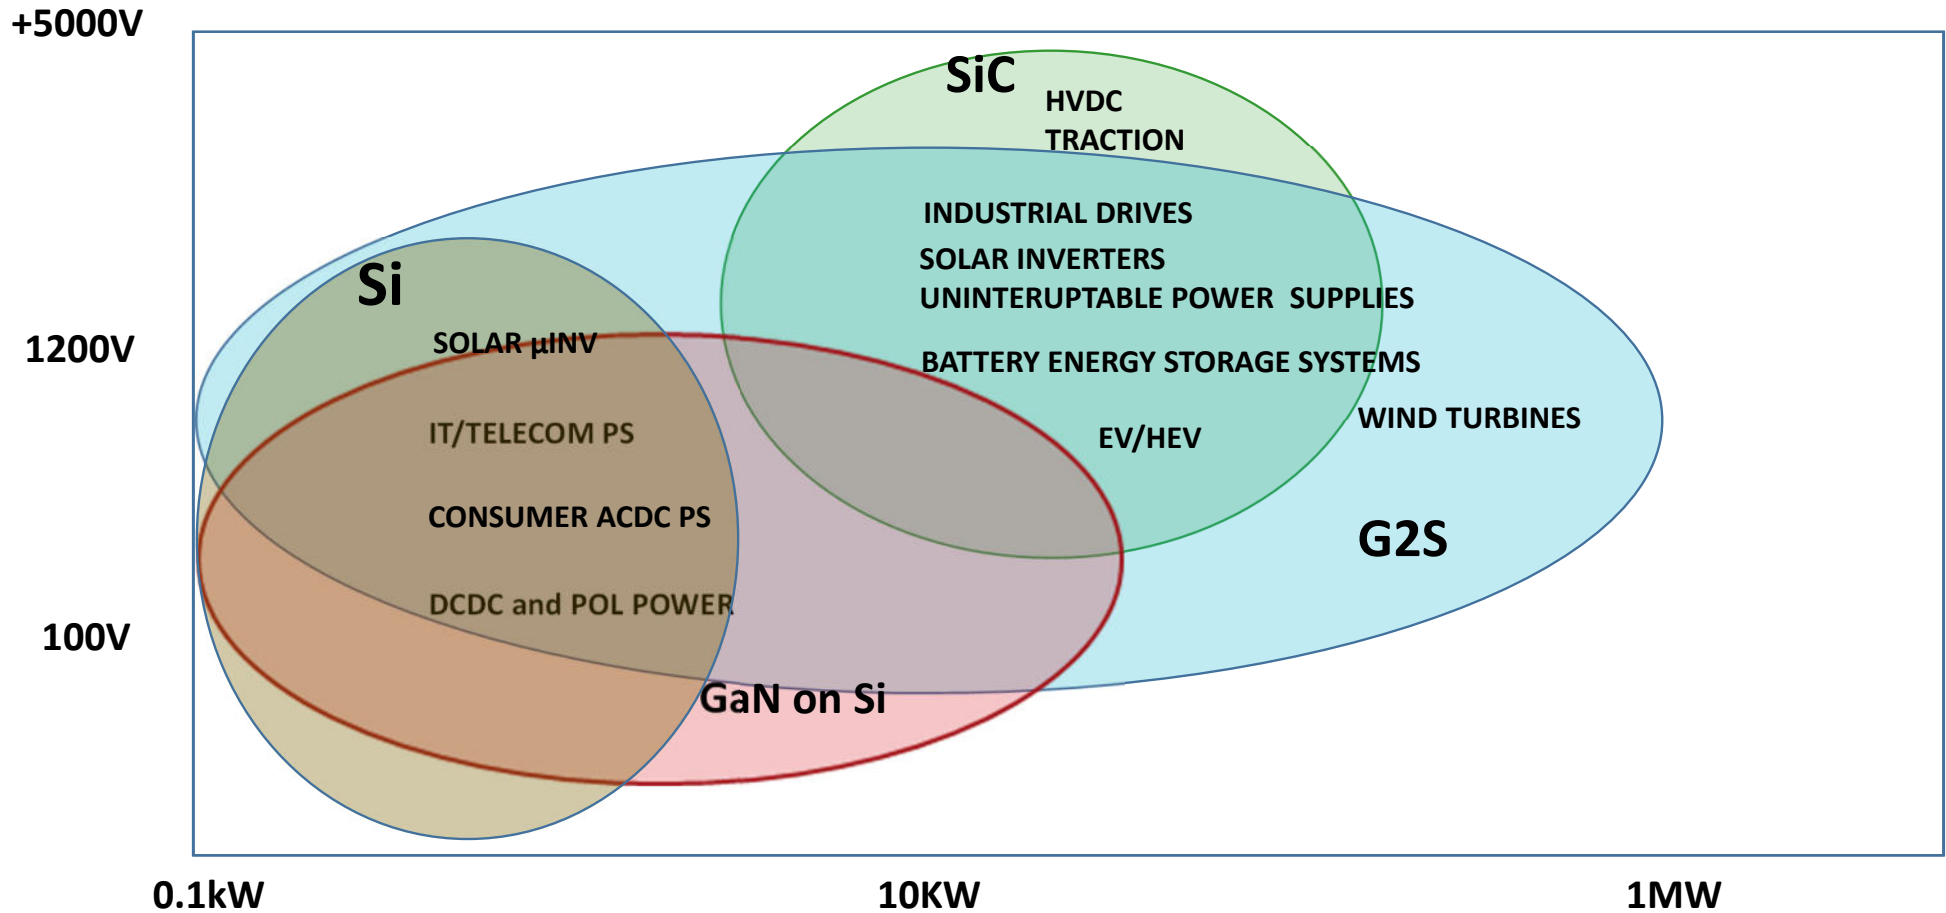 +5000V
SiC
HVDC
TRACTION
INDUSTRIAL DRIVES
SOLAR INVERTERS
UNINTERUPTABLE POWER SUPPLIES
Si
SOLAR µINV
1200V
BATTERY ENERGY STORAGE SYSTEMS
WIND TURBINES
IT/TELECOM PS
EV/HEV
CONSUMER ACDC PS
G2S
DCDC and POL POWER
100V
GaN on Si
0.1kW
10KW
1MW